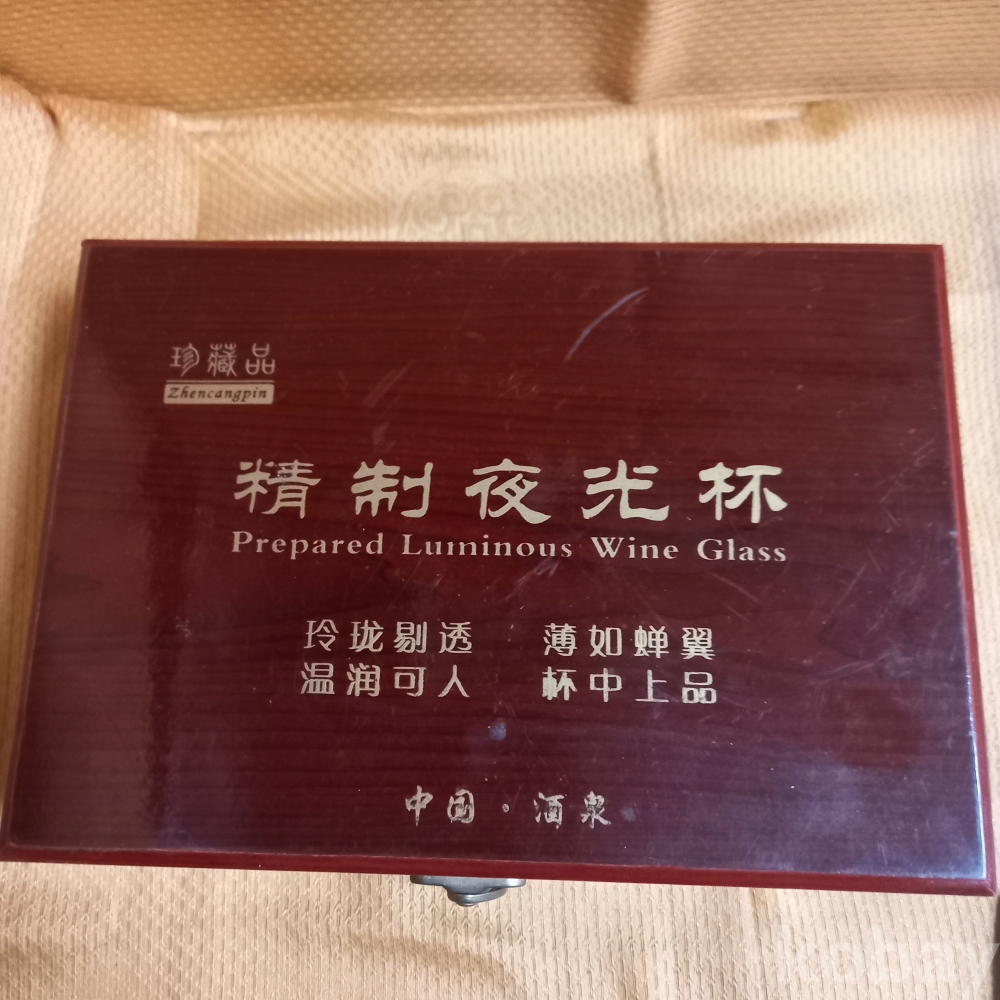 珍藏品
Zhencangpin
精制夜光杯
Prepared Luminous Wine Glass
玲珑剔透 薄如蝉翼
温润可人 杯中上品
中国·酒泉
kobay